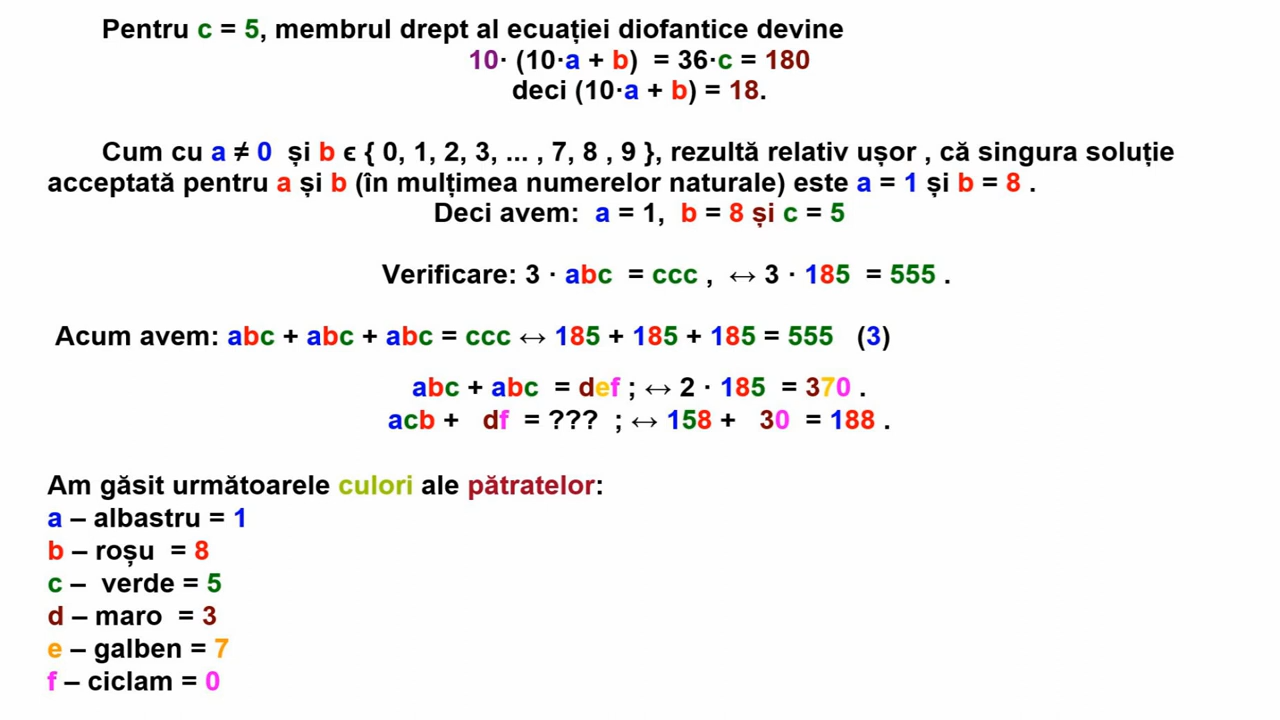 Pentru c = 5, membrul drept al ecuației diofantice devine
10· (10·a + b) = 36·c = 180
deci (10·a + b) = 18.
Cum cu a ≠ 0 și b ϵ { 0, 1, 2, 3, ... , 7, 8 , 9 }, rezultă relativ ușor , că singura soluție
acceptată pentru a și b (în mulțimea numerelor naturale) este a = 1 și b = 8 .
Deci avem: a = 1, b = 8 și c = 5
Verificare: 3 · abc = ccc , ↔ 3 · 185 = 555 .
Acum avem: abc + abc + abc = ccc ↔ 185 + 185 + 185 = 555 (3)
abc + abc = def ; ↔ 2 · 185 = 370 .
acb + df = ??? ; ↔ 158 + 30 = 188 .
Am găsit următoarele culori ale pătratelor:
a – albastru = 1
b – roșu = 8
c – verde = 5
d – maro = 3
e – galben = 7
f – ciclam = 0